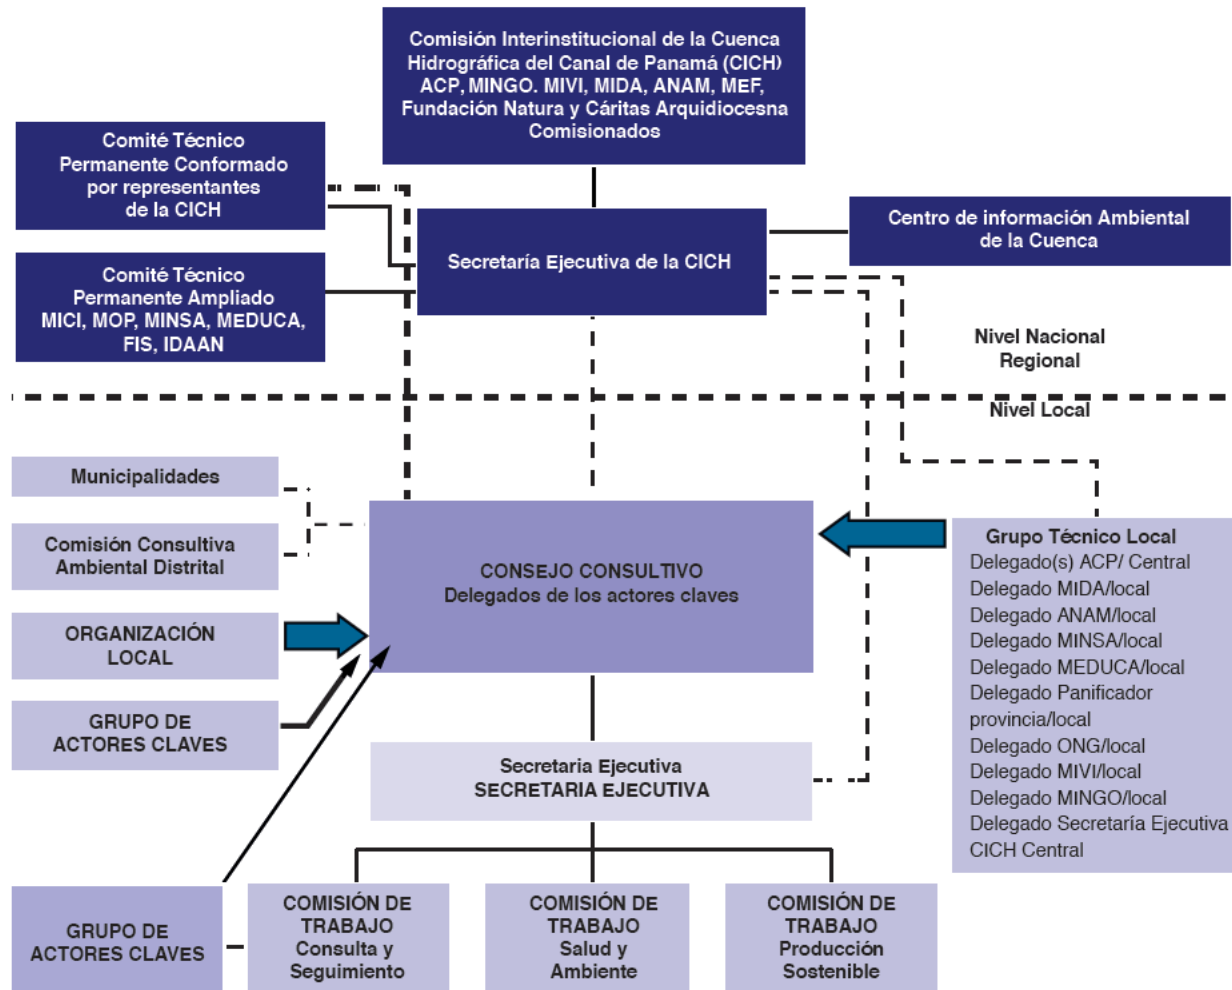 Comisión Interinstitucional de la Cuenca
Hidrográfica del Canal de Panamá (CICH)
ACP, MINGO. MIVI, MIDA, ANAM, MEF,
Fundación Natura y Cáritas Arquidiocesna
Comisionados
Comité Técnico
Permanente Conformado
por representantes
de la CICH
Secretaría Ejecutiva de la CICH
Centro de información Ambiental
de la Cuenca
Comité Técnico
Permanente Ampliado
MICI, MOP, MINSA, MEDUCA,
FIS, IDAAN
Nivel Nacional
Regional
Nivel Local
Municipalidades
Comisión Consultiva
Ambiental Distrital
ORGANIZACIÓN
LOCAL
GRUPO DE
ACTORES CLAVES
CONSEJO CONSULTIVO
Delegados de los actores claves
Grupo Técnico Local
Delegado(s) ACP/ Central
Delegado MIDA/local
Delegado ANAM/local
Delegado MINSA/local
Delegado MEDUCA/local
Delegado Panificador
provincia/local
Delegado ONG/local
Delegado MIVI/local
Delegado MINGO/local
Delegado Secretaría Ejecutiva
CICH Central
Secretaria Ejecutiva
SECRETARIA EJECUTIVA
GRUPO DE
ACTORES CLAVES
COMISIÓN DE
TRABAJO
Consulta y
Seguimiento
COMISIÓN DE
TRABAJO
Salud y
Ambiente
COMISIÓN DE
TRABAJO
Producción
Sostenible